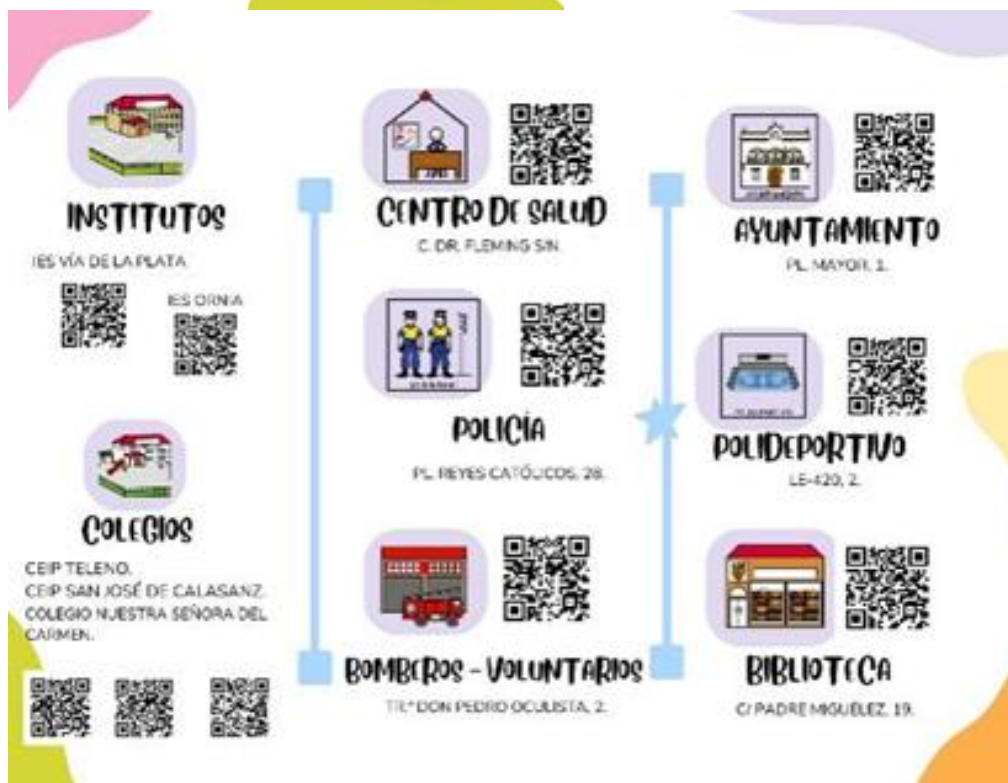 INSTITUTOS
IES VÍA DE LA PLATA
IES ORNIA
COLEGIOS
CEIP TELENO.
CEIP SAN JOSÉ DE CALASANZ.
COLEGIO NUESTRA SEÑORA DEL
CARMEN.
CENTRO DE SALUD
C. DR. FLEMING SIN.
POLICÍA
PL. REYES CATÓLICOS, 28.
BOMBEROS - VOLUNTARIOS
TR.ª DON PEDRO OCULISTA, 2.
AYUNTAMIENTO
PL. MAYOR, 1.
POLIDEPORTIVO
LE-420, 2.
BIBLIOTECA
C/ PADRE MIGUÉLEZ, 19.